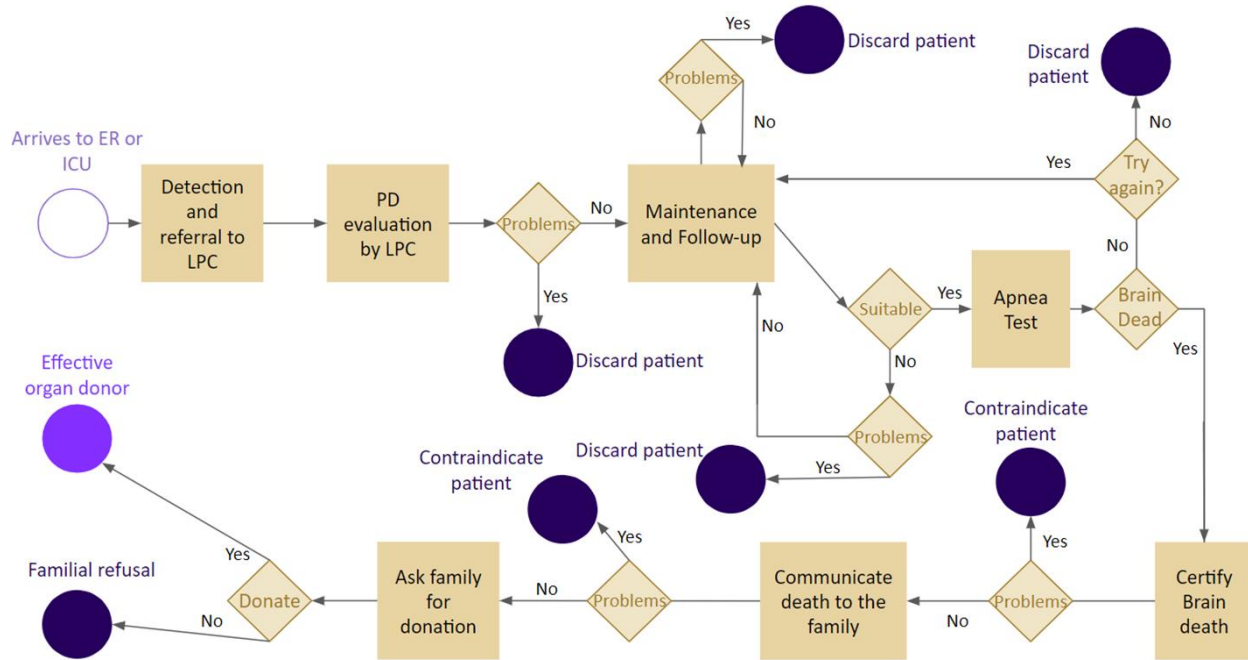 Yes
Discard patient
Problems
No
Discard
patient
No
Arrives to ER or
ICU
Detection
and
referral to
LPC
PD
evaluation
by LPC
Problems
No
Yes
Discard patient
Maintenance
and Follow-up
Yes
Try
again?
No
Suitable
Yes
Apnea
Test
Brain
Dead
Yes
No
No
Problems
Yes
Discard patient
Effective
organ donor
Contraindicate
patient
Contraindicate
patient
Yes
Familial refusal
Donate
No
Ask family
for
donation
No
Problems
Yes
Communicate
death to the
family
No
Problems
Yes
Certify
Brain
death